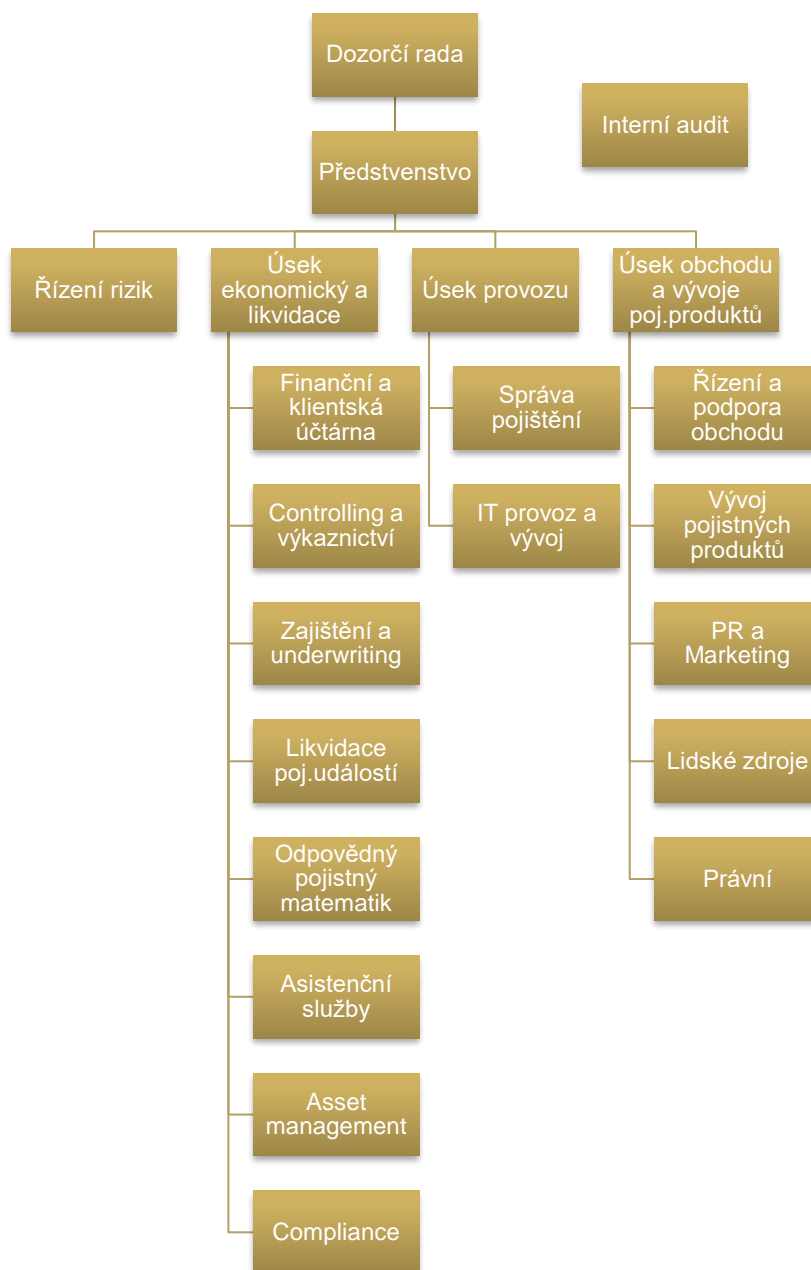 Dozorčí rada
Interní audit
Předstvenstvo
Řízení rizik
Úsek
ekonomický a
likvidace
Úsek provozu
Úsek obchodu
a vývoje
poj.produktů
Finanční a
klientská
účtárna
Controlling a
výkaznictví
Zajištění a
underwriting
Likvidace
poj.událostí
Odpovědný
pojistný
matematik
Asistenční
služby
Asset
management
Compliance
Správa
pojištění
IT provoz a
vývoj
Řízení a
podpora
obchodu
Vývoj
pojistných
produktů
PR a
Marketing
Lidské zdroje
Právní